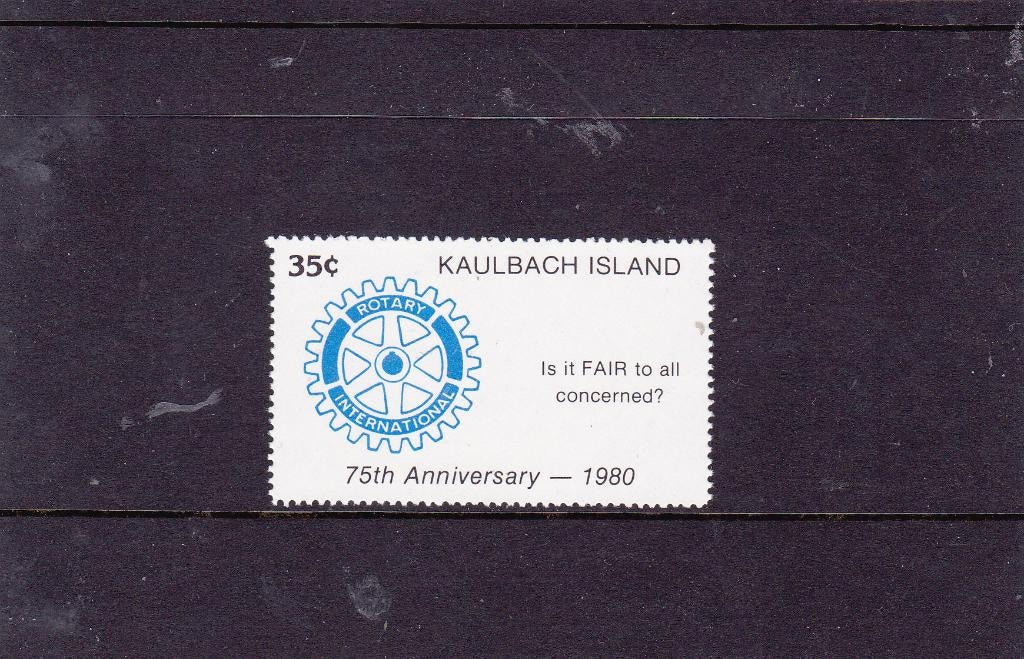 35¢
KAULBACH ISLAND
ROTARY
INTERNATIONAL
Is it FAIR to all
concerned?
75th Anniversary — 1980